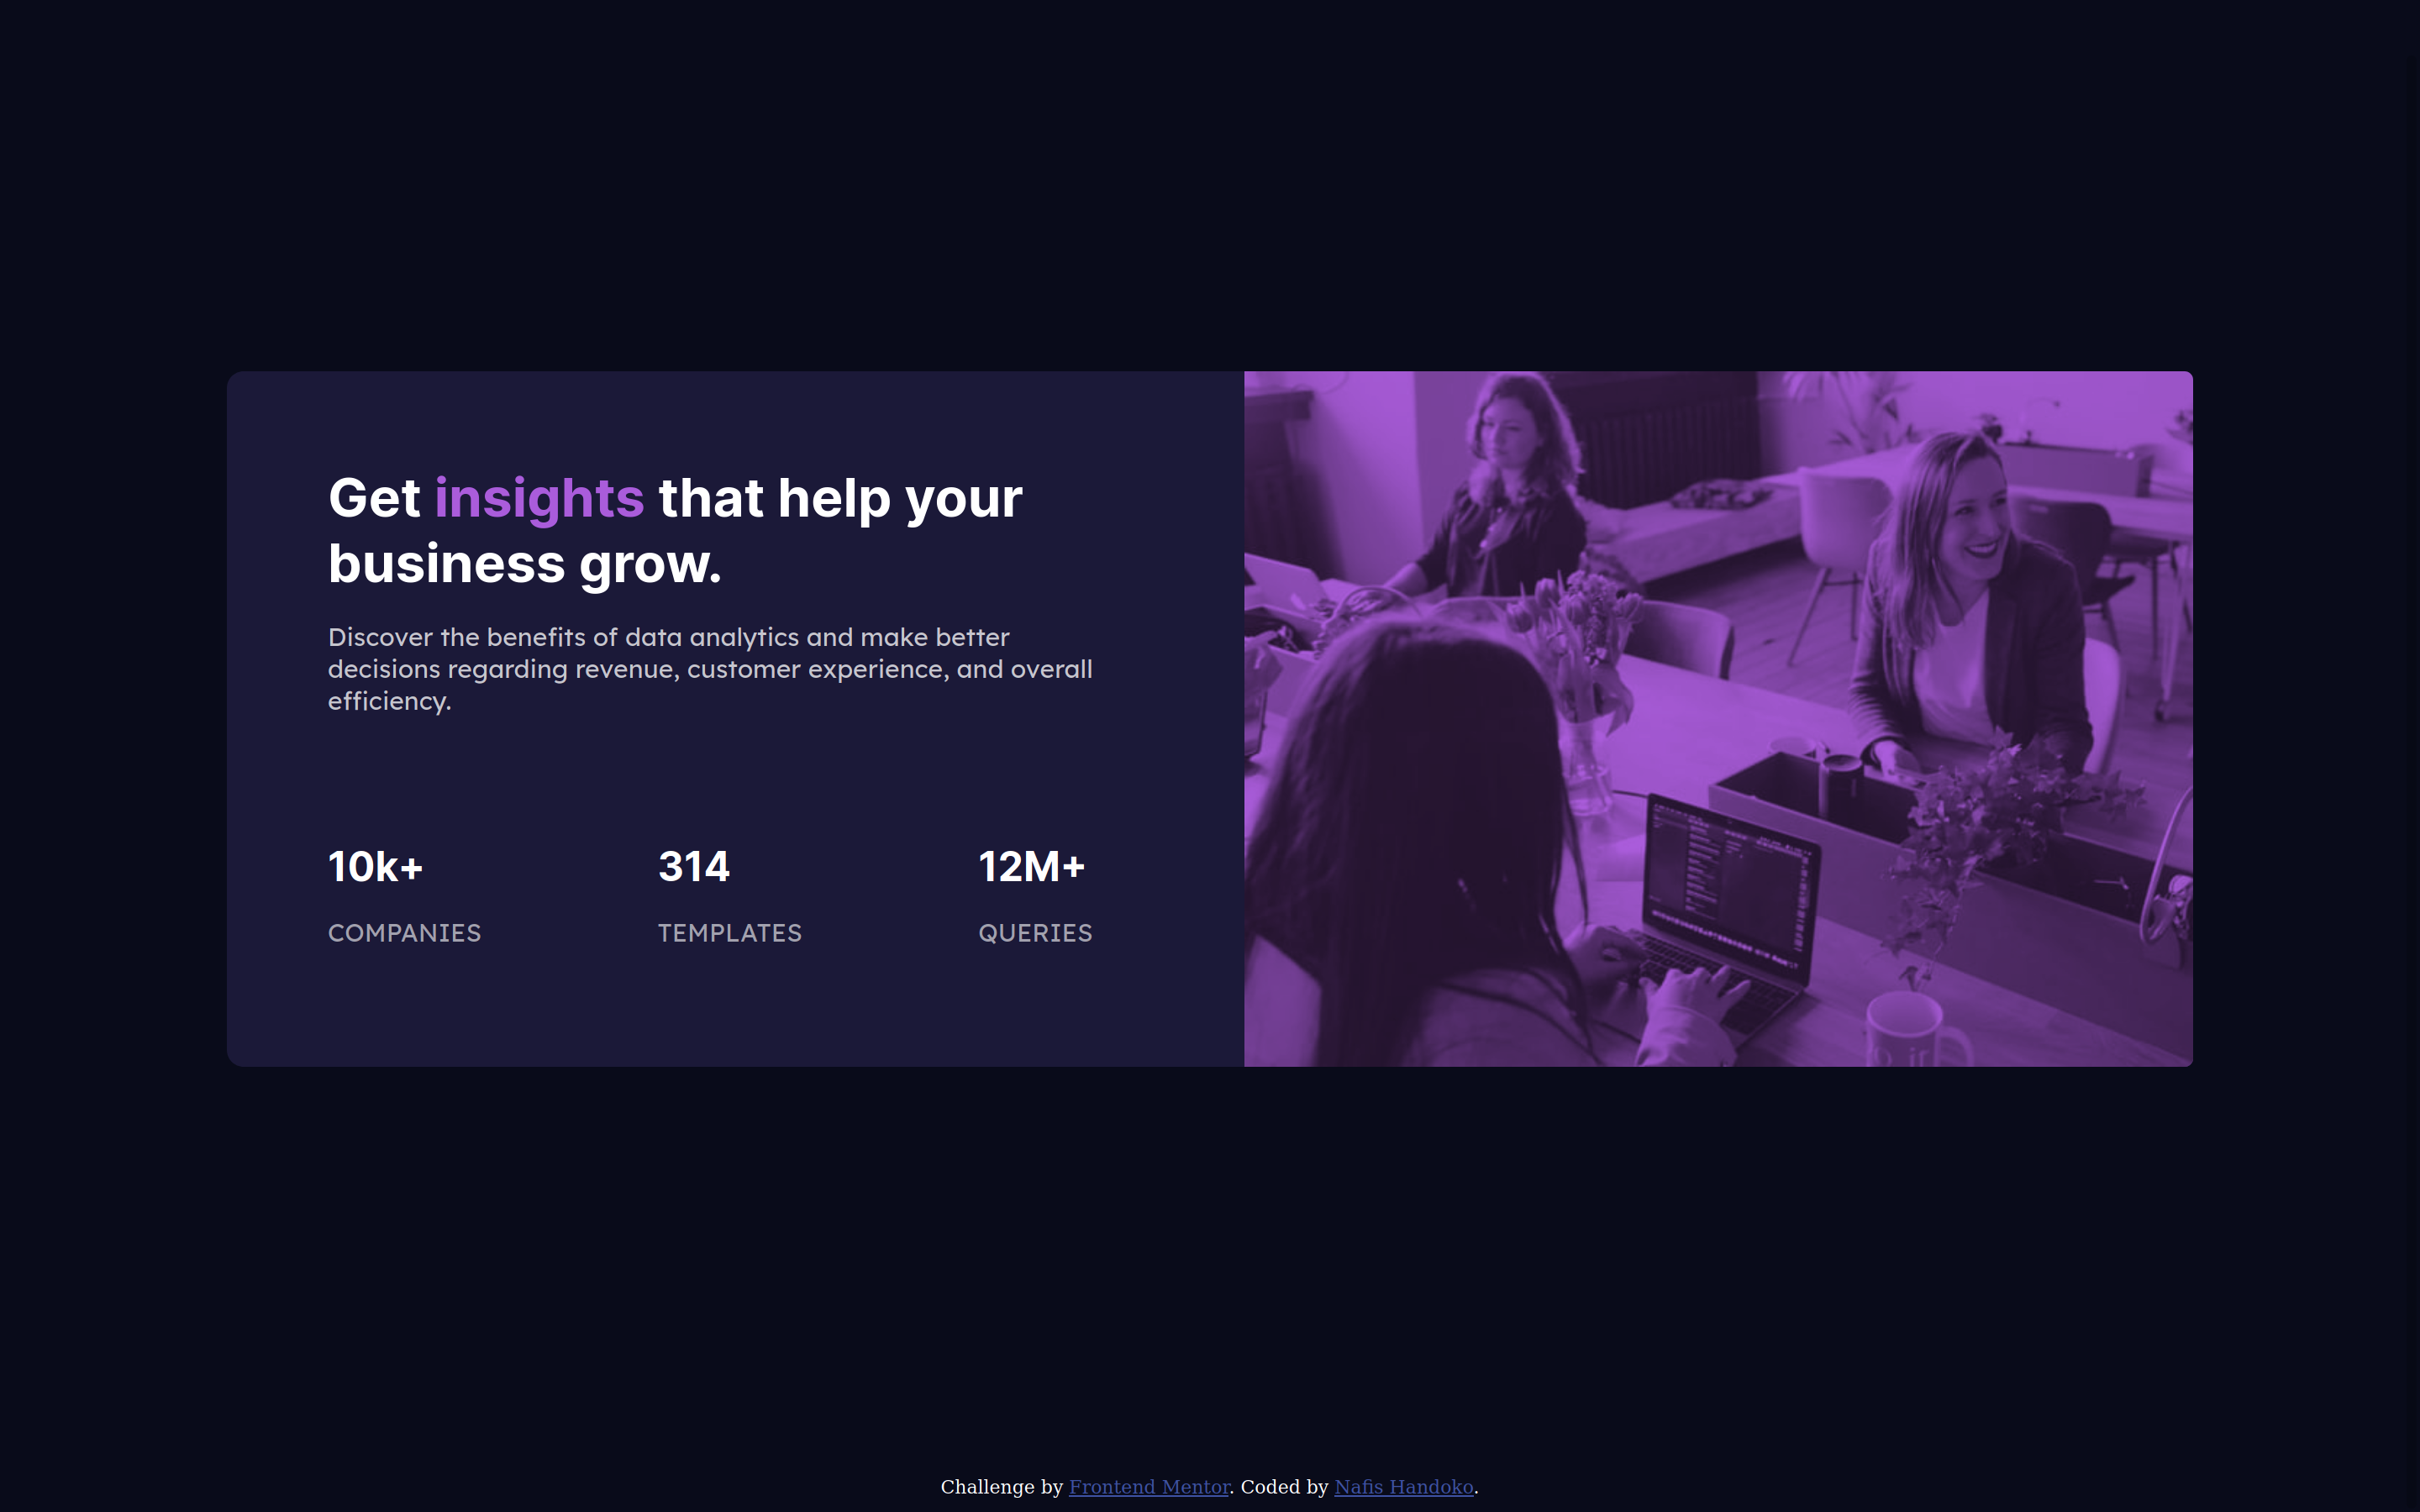 Get insights that help your
business grow.
Discover the benefits of data analytics and make better
decisions regarding revenue, customer experience, and overall
efficiency.
10k+ 314 12M+
COMPANIES TEMPLATES QUERIES
Challenge by Frontend Mentor. Coded by Nafis Handoko.